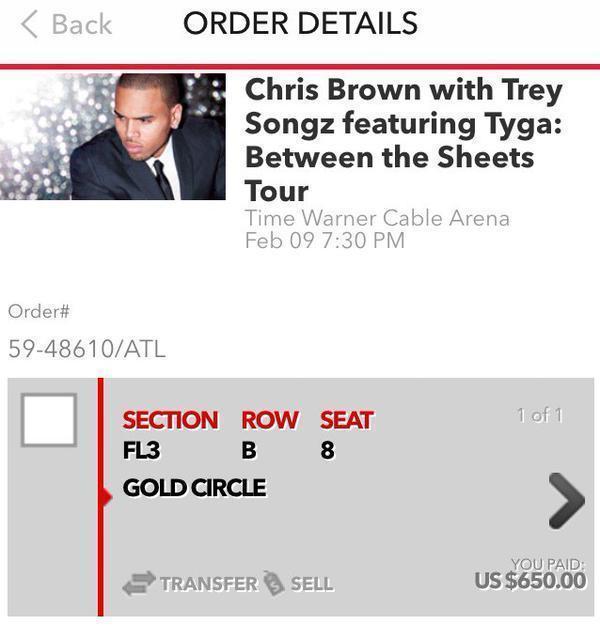 Back
ORDER DETAILS
Chris Brown with Trey
Songz featuring Tyga:
Between the Sheets
Tour
Time Warner Cable Arena
Feb 09 7:30 PM
Order#
59-48610/ATL
SECTION ROW SEAT
1 of 1
FL3 B 8
GOLD CIRCLE
TRANSFER SELL
YOU PAID:
US $650.00